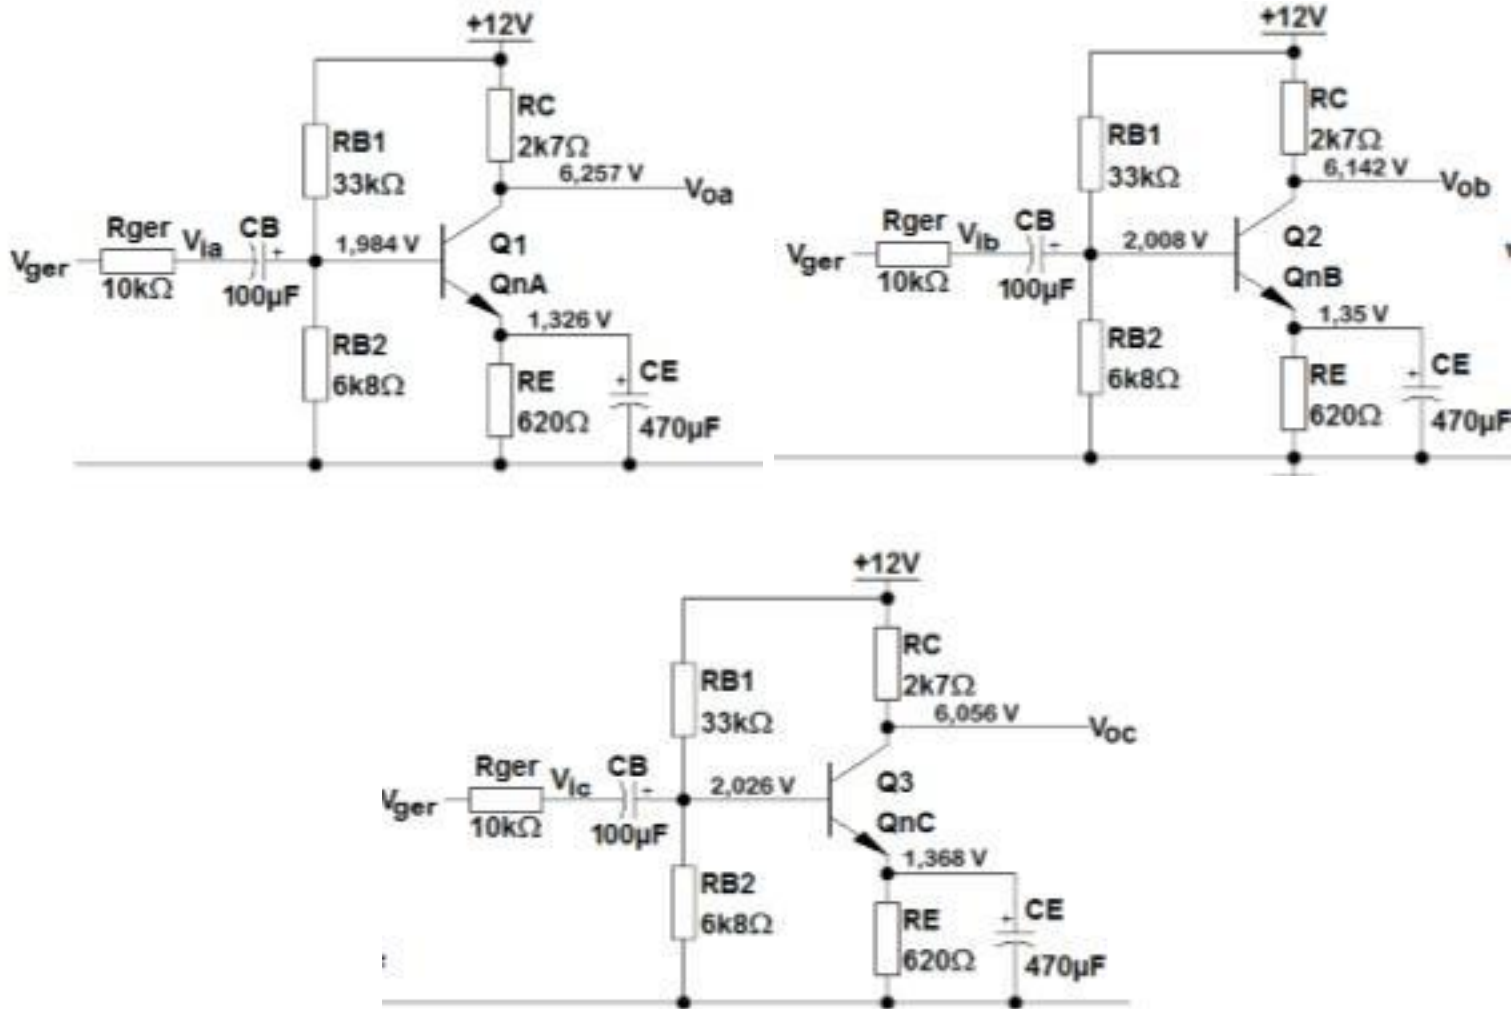 +12V
RC
2k7Ω
RB1
33kΩ
6,257 V
Voa
Rger
Via
CB
+
1,984 V
Q1
QnA
Vger
10kΩ
100µF
1,326 V
RB2
6k8Ω
RE
620Ω
+
CE
470µF
+12V
RC
2k7Ω
RB1
33kΩ
6,142 V
Vob
Rger
Vib
CB
2,008 V
Q2
QnB
Vger
10kΩ
100µF
1,35 V
RB2
6k8Ω
RE
620Ω
+
CE
470µF
+12V
RC
2k7Ω
RB1
33kΩ
6,056 V
Voc
Rger
Vic
CB
2,026 V
Q3
QnC
Vger
10kΩ
100µF
1,368 V
RB2
6k8Ω
RE
620Ω
+
CE
470µF